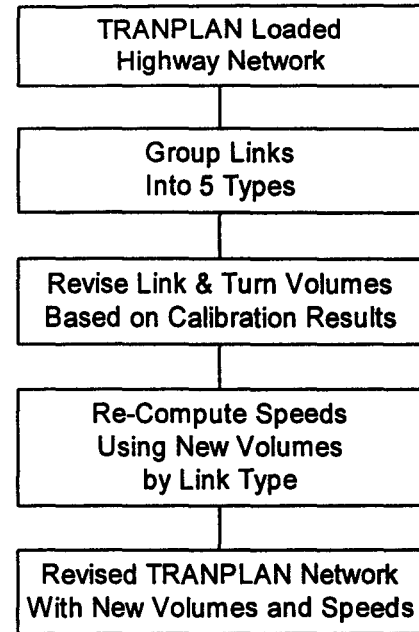 TRANPLAN Loaded
Highway Network
Group Links
Into 5 Types
Revise Link & Turn Volumes
Based on Calibration Results
Re-Compute Speeds
Using New Volumes
by Link Type
Revised TRANPLAN Network
With New Volumes and Speeds